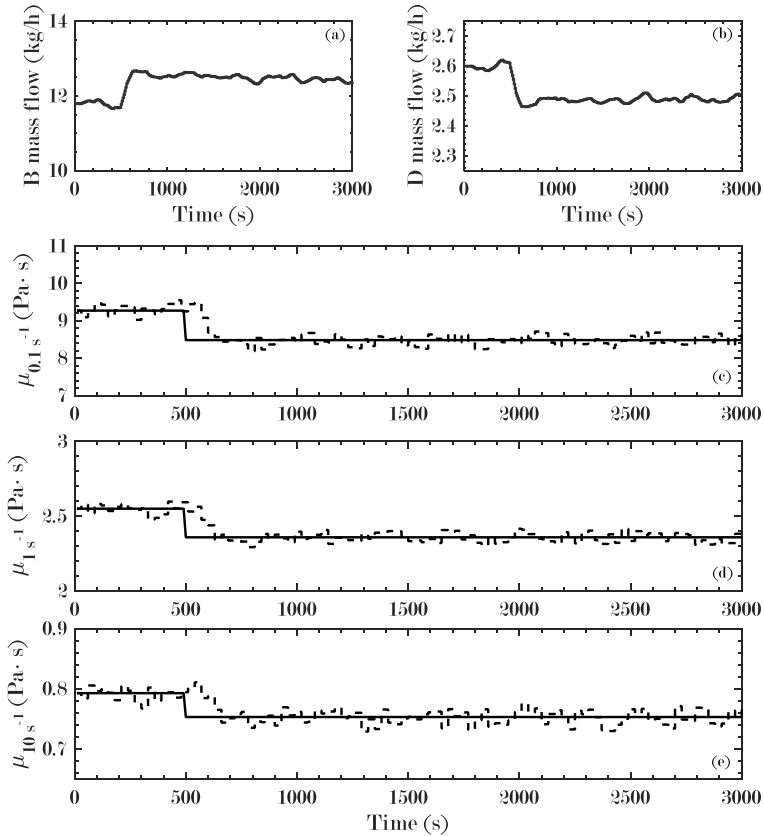 14
12
10
B mass flow (kg/h)
(a)
0 1000 2000 3000
Time (s)
2.7
2.6
2.5
2.4
2.3
D mass flow (kg/h)
(b)
0 1000 2000 3000
Time (s)
11
10
9
8
7
μ0.1 s-1 (Pa· s)
(c)
0 500 1000 1500 2000 2500 3000
3
2.5
2
μ1 s-1 (Pa· s)
(d)
0 500 1000 1500 2000 2500 3000
0.9
0.8
0.7
μ10 s-1 (Pa· s)
(e)
0 500 1000 1500 2000 2500 3000
Time (s)